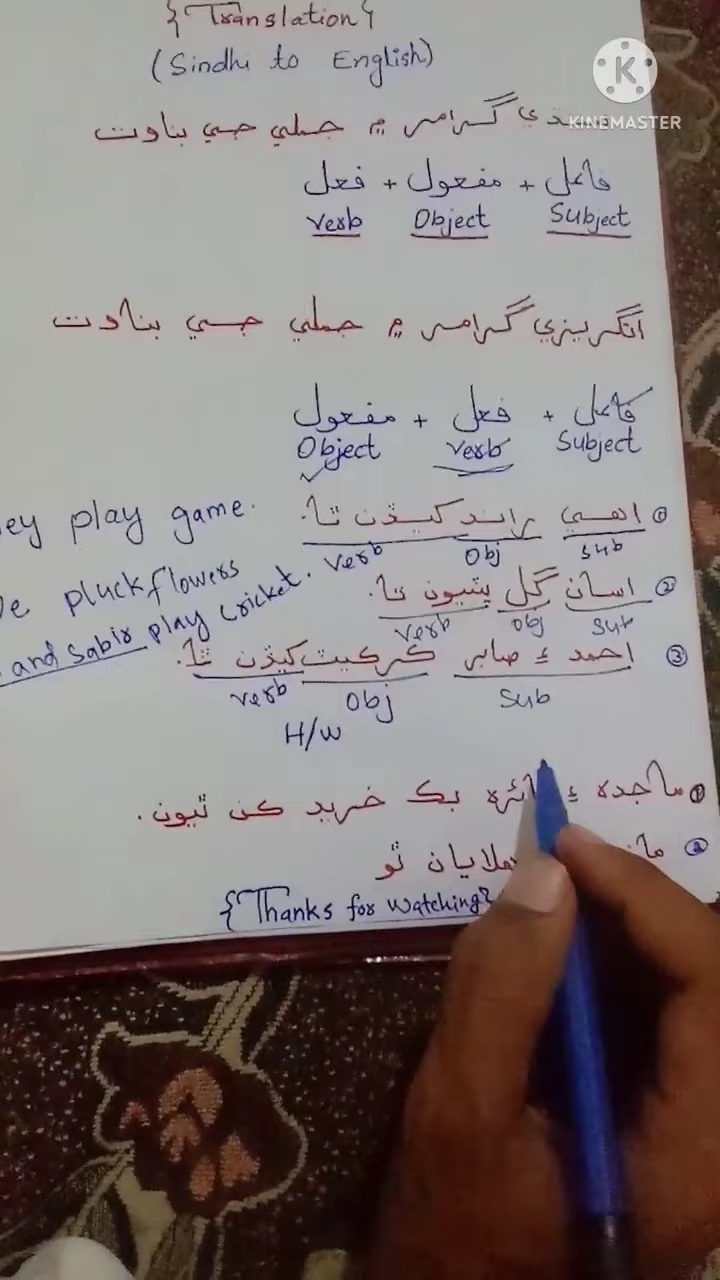 {Translation}
(Sindhi to English)
KINEMASTER
گرامر ۾ جملي جي بناوت
فاعل + مفعول + فعل
Subject Object Verb
انگريزي گرامر ۾ جملي جي بناوت
فاعل + فعل + مفعول
Subject Verb Object
① اهي راند کيڏن ٿا.
ey play game.
Sub Obj Verb
② اسان گل پٽيون ٿا.
e pluck flowers
Sub Obj Verb
③ احمد ۽ صابر ڪرڪيٽ کيڏن ٿا.
and Sabir play cricket.
Sub Obj Verb
H/W
① ماجده ۽ بڪ خريد ڪن ٿيون.
② ٿو
{Thanks for watching}